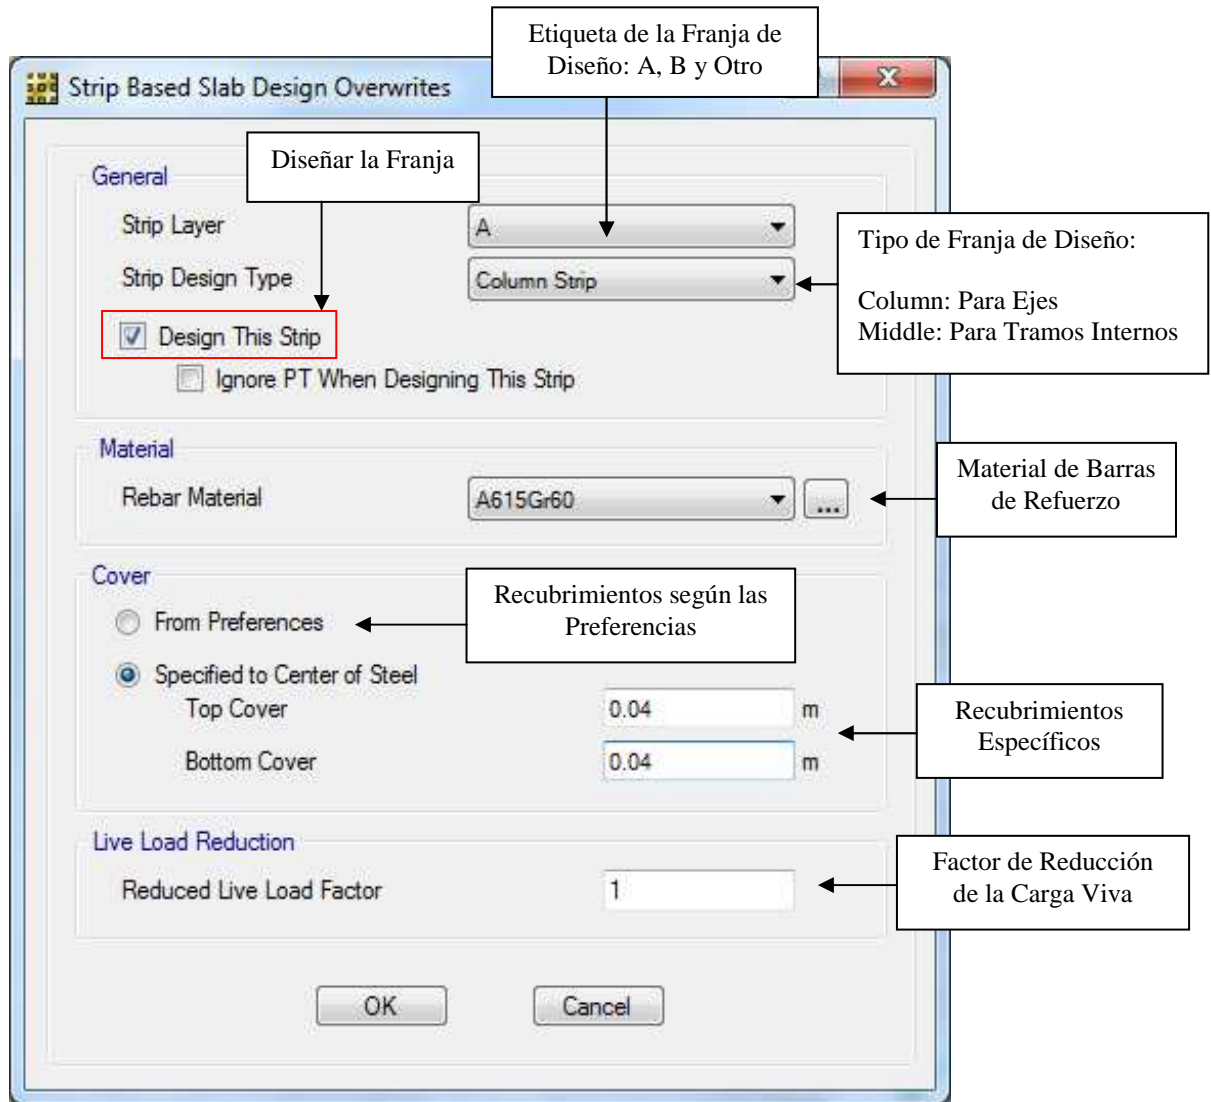 Etiqueta de la Franja de
Diseño: A, B y Otro
Strip Based Slab Design Overwrites
Diseñar la Franja
General
Strip Layer
A
Strip Design Type
Column Strip
Tipo de Franja de Diseño:
Column: Para Ejes
Middle: Para Tramos Internos
Design This Strip
Ignore PT When Designing This Strip
Material
Rebar Material
A615Gr60
...
Material de Barras
de Refuerzo
Cover
From Preferences
Recubrimientos según las
Preferencias
Specified to Center of Steel
Top Cover
0.04
m
Bottom Cover
0.04
m
Recubrimientos
Específicos
Live Load Reduction
Reduced Live Load Factor
1
Factor de Reducción
de la Carga Viva
OK
Cancel